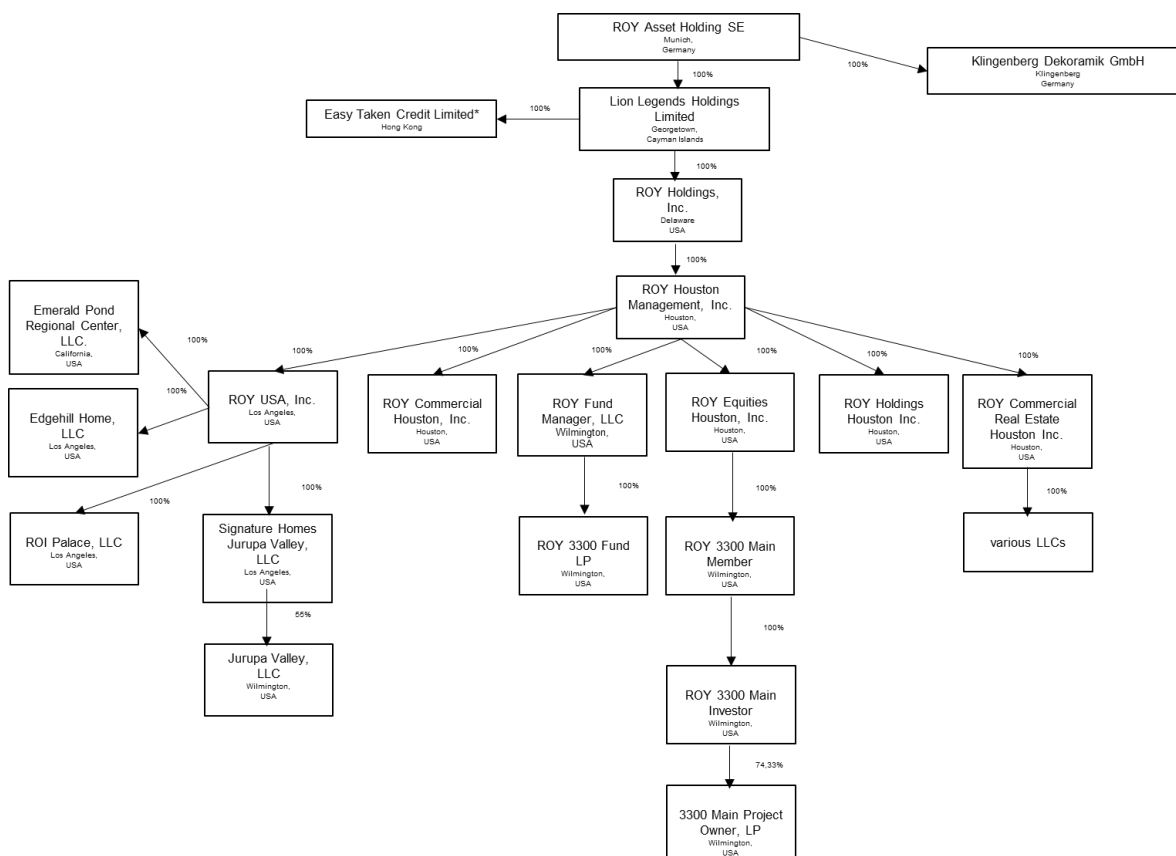 ROY Asset Holding SE
Munich,
Germany
100%
Klingenberg Dekoramik GmbH
Klingenberg
Germany
100%
Lion Legends Holdings
Limited
Georgetown,
Cayman Islands
100%
Easy Taken Credit Limited*
Hong Kong
100%
ROY Holdings,
Inc.
Delaware
USA
100%
ROY Houston
Management, Inc.
Houston,
USA
Emerald Pond
Regional Center,
LLC.
California,
USA
100%
100%
100%
100%
100%
100%
100%
100%
Edgehill Home,
LLC
Los Angeles,
USA
ROY USA, Inc.
Los Angeles,
USA
ROY Commercial
Houston, Inc.
Houston,
USA
ROY Fund
Manager, LLC
Wilmington,
USA
ROY Equities
Houston, Inc.
Houston,
USA
ROY Holdings
Houston Inc.
Houston,
USA
ROY Commercial
Real Estate
Houston Inc.
Houston,
USA
100%
100%
100%
100%
100%
ROI Palace, LLC
Los Angeles,
USA
Signature Homes
Jurupa Valley,
LLC
Los Angeles,
USA
ROY 3300 Fund
LP
Wilmington,
USA
ROY 3300 Main
Member
Wilmington,
USA
various LLCs
55%
100%
Jurupa Valley,
LLC
Wilmington,
USA
ROY 3300 Main
Investor
Wilmington,
USA
74,33%
3300 Main Project
Owner, LP
Wilmington,
USA